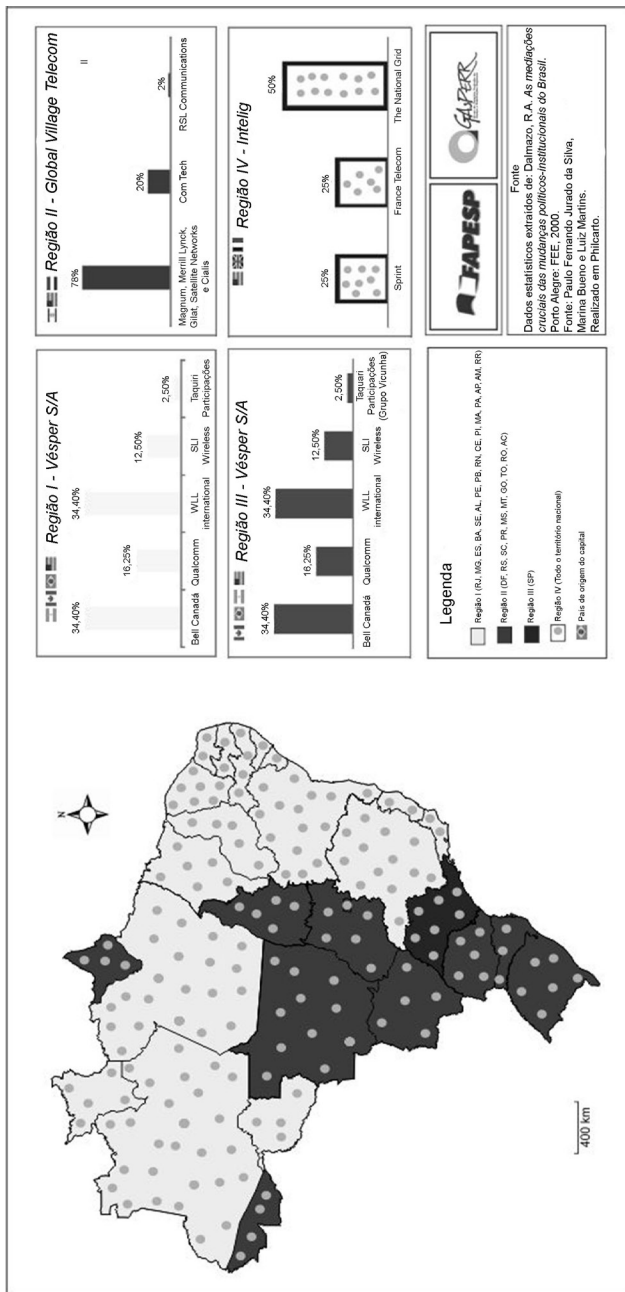 N
400 km
Região I - Vésper S/A
34,40%
16,25%
34,40%
12,50%
2,50%
Bell Canadá
Qualcomm
WLL
international
SLI
Wireless
Taquiri
Participações
Região II - Global Village Telecom
II
78%
20%
2%
Magnum, Merrill Lynck,
Gilat, Satellite Networks
e Cialis
Com Tech
RSL Communications
Região III - Vésper S/A
34,40%
16,25%
34,40%
12,50%
2,50%
Bell Canadá
Qualcomm
WLL
international
SLI
Wireless
Taquari
Participações
(Grupo Vicunha)
Região IV - Intelig
25%
25%
50%
Sprint
France Telecom
The National Grid
Legenda
Região I (RJ, MG, ES, BA, SE, AL, PE, PB, RN, CE, PI, MA, PA, AP, AM, RR)
Região II (DF, RS, SC, PR, MS, MT, GO, TO, RO, AC)
Região III (SP)
Região IV (Todo o território nacional)
País de origem do capital
FAPESP
GAsPERR
Fonte
Dados estatísticos extraídos de: Dalmazo, R.A. As mediações
cruciais das mudanças político-institucionais do Brasil.
Porto Alegre: FEE, 2000.
Fonte: Paulo Fernando Jurado da Silva,
Marina Bueno e Luiz Martins.
Realizado em Philcarto.